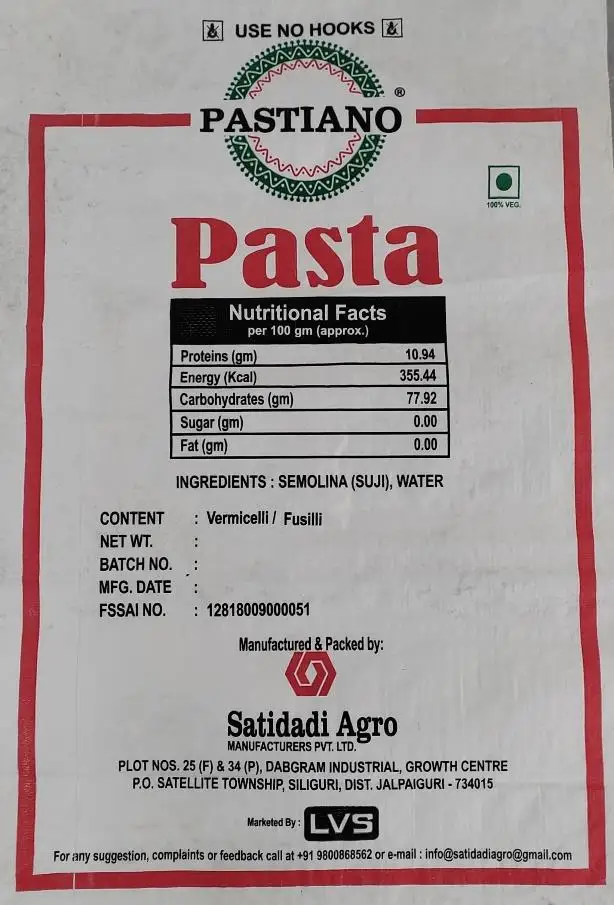 USE NO HOOKS
®
PASTIANO
100% VEG.
Pasta
Nutritional Facts
per 100 gm (approx.)
Proteins (gm) 10.94
Energy (Kcal) 355.44
Carbohydrates (gm) 77.92
Sugar (gm) 0.00
Fat (gm) 0.00
INGREDIENTS : SEMOLINA (SUJI), WATER
CONTENT : Vermicelli / Fusilli
NET WT. :
BATCH NO. :
MFG. DATE :
FSSAI NO. : 12818009000051
Manufactured & Packed by:
Satidadi Agro
MANUFACTURERS PVT. LTD.
PLOT NOS. 25 (F) & 34 (P), DABGRAM INDUSTRIAL, GROWTH CENTRE
P.O. SATELLITE TOWNSHIP, SILIGURI, DIST. JALPAIGURI - 734015
Marketed By : LVS
For any suggestion, complaints or feedback call at +91 9800868562 or e-mail : info@satidadiagro@gmail.com